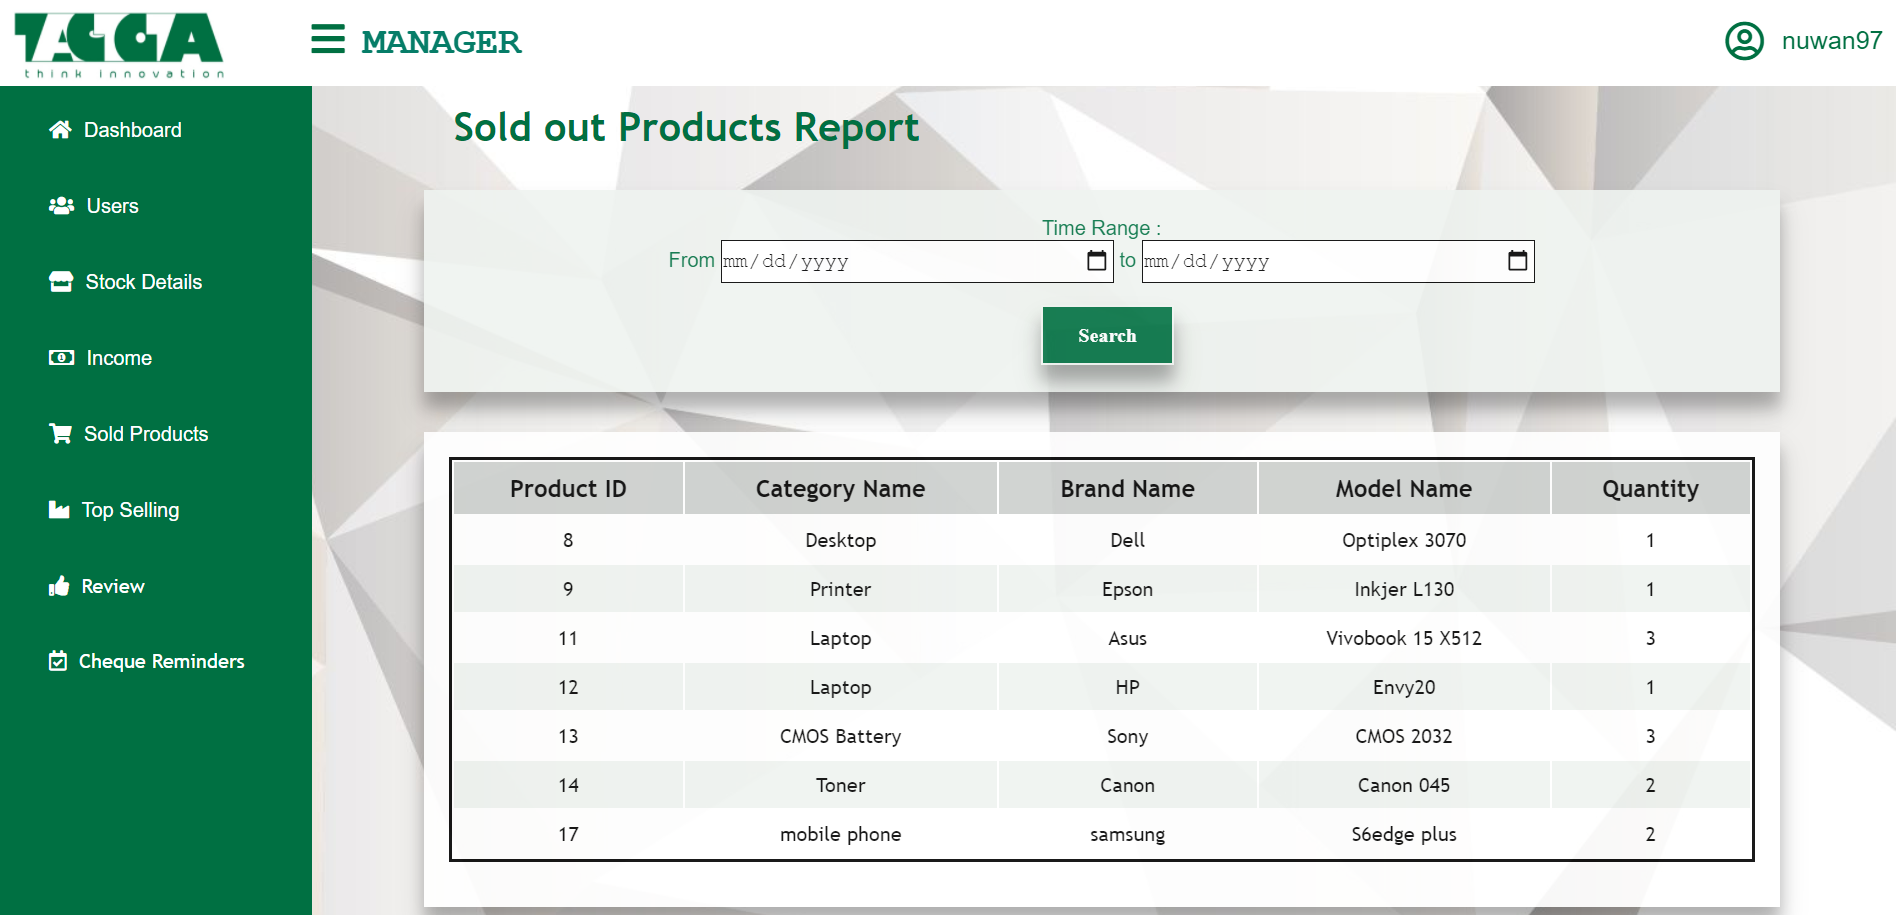 TAGGA
think innovation
MANAGER
nuwan97
Dashboard
Users
Stock Details
Income
Sold Products
Top Selling
Review
Cheque Reminders
Sold out Products Report
Time Range :
From mm/dd/yyyy to mm/dd/yyyy
Search
Product ID Category Name Brand Name Model Name Quantity
8 Desktop Dell Optiplex 3070 1
9 Printer Epson Inkjer L130 1
11 Laptop Asus Vivobook 15 X512 3
12 Laptop HP Envy20 1
13 CMOS Battery Sony CMOS 2032 3
14 Toner Canon Canon 045 2
17 mobile phone samsung S6edge plus 2